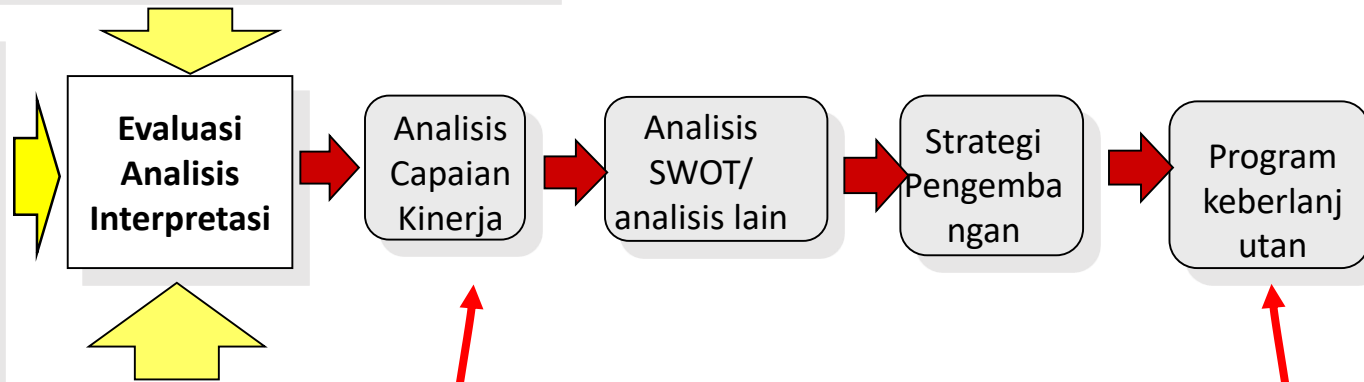 Evaluasi
Analisis
Interpretasi
Analisis
Capaian
Kinerja
Analisis
SWOT/
analisis lain
Strategi
Pengemba
ngan
Program
keberlanj
utan